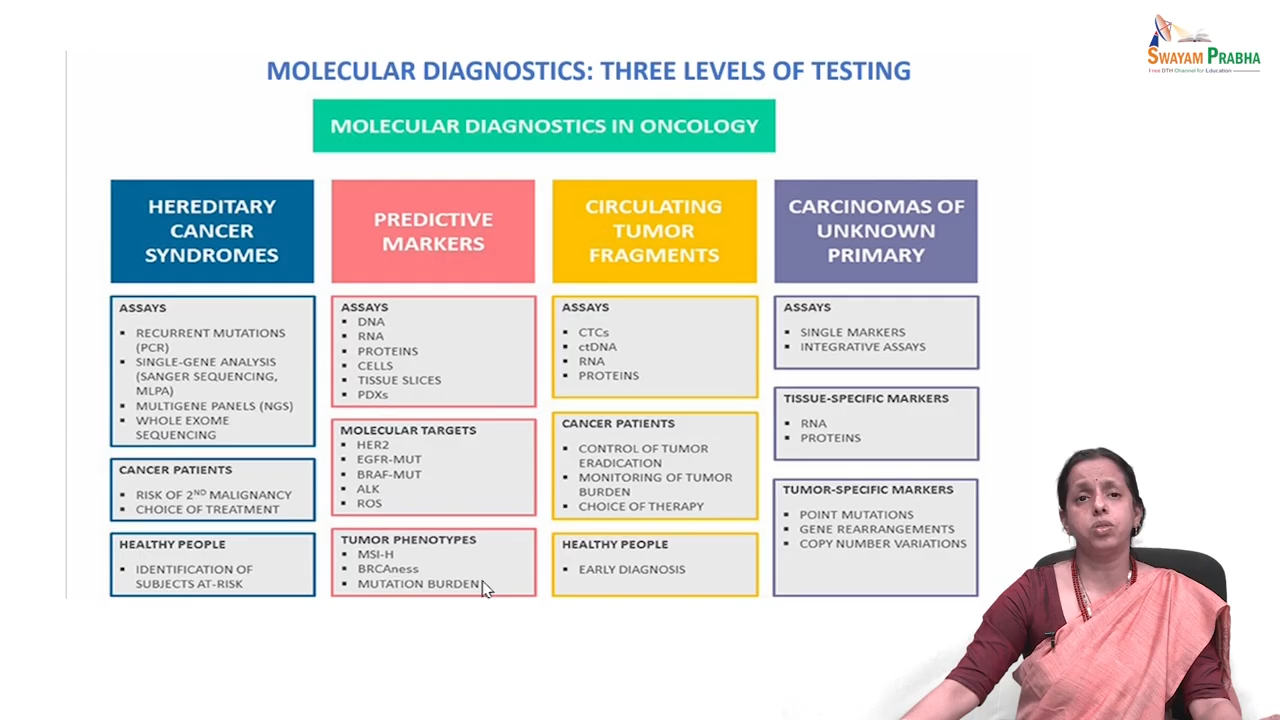 SWAYAM PRABHA
Free DTH Channel for Education
MOLECULAR DIAGNOSTICS: THREE LEVELS OF TESTING
MOLECULAR DIAGNOSTICS IN ONCOLOGY
HEREDITARY
CANCER
SYNDROMES
ASSAYS
▪ RECURRENT MUTATIONS
(PCR)
▪ SINGLE-GENE ANALYSIS
(SANGER SEQUENCING,
MLPA)
▪ MULTIGENE PANELS (NGS)
▪ WHOLE EXOME
SEQUENCING
CANCER PATIENTS
▪ RISK OF 2ND MALIGNANCY
▪ CHOICE OF TREATMENT
HEALTHY PEOPLE
▪ IDENTIFICATION OF
SUBJECTS AT-RISK
PREDICTIVE
MARKERS
ASSAYS
▪ DNA
▪ RNA
▪ PROTEINS
▪ CELLS
▪ TISSUE SLICES
▪ PDXs
MOLECULAR TARGETS
▪ HER2
▪ EGFR-MUT
▪ BRAF-MUT
▪ ALK
▪ ROS
TUMOR PHENOTYPES
▪ MSI-H
▪ BRCAness
▪ MUTATION BURDEN
CIRCULATING
TUMOR
FRAGMENTS
ASSAYS
▪ CTCs
▪ ctDNA
▪ RNA
▪ PROTEINS
CANCER PATIENTS
▪ CONTROL OF TUMOR
ERADICATION
▪ MONITORING OF TUMOR
BURDEN
▪ CHOICE OF THERAPY
HEALTHY PEOPLE
▪ EARLY DIAGNOSIS
CARCINOMAS OF
UNKNOWN
PRIMARY
ASSAYS
▪ SINGLE MARKERS
▪ INTEGRATIVE ASSAYS
TISSUE-SPECIFIC MARKERS
▪ RNA
▪ PROTEINS
TUMOR-SPECIFIC MARKERS
▪ POINT MUTATIONS
▪ GENE REARRANGEMENTS
▪ COPY NUMBER VARIATIONS